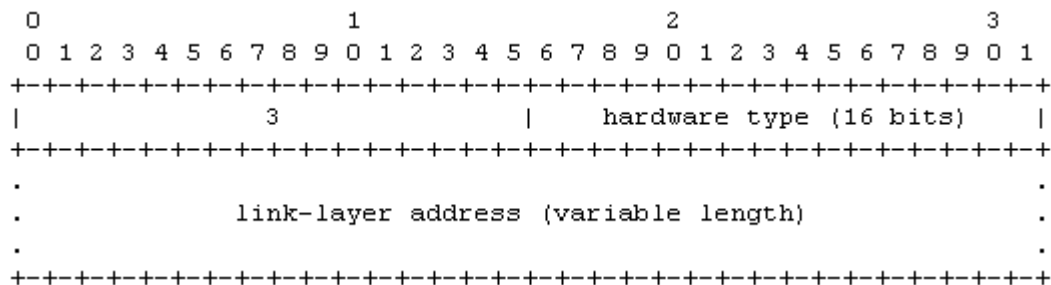 0                   1                   2                   3
 0 1 2 3 4 5 6 7 8 9 0 1 2 3 4 5 6 7 8 9 0 1 2 3 4 5 6 7 8 9 0 1
+-+-+-+-+-+-+-+-+-+-+-+-+-+-+-+-+-+-+-+-+-+-+-+-+-+-+-+-+-+-+-+-+
|               3               |    hardware type (16 bits)    |
+-+-+-+-+-+-+-+-+-+-+-+-+-+-+-+-+-+-+-+-+-+-+-+-+-+-+-+-+-+-+-+-+
.                                                               .
.             link-layer address (variable length)              .
.                                                               .
+-+-+-+-+-+-+-+-+-+-+-+-+-+-+-+-+-+-+-+-+-+-+-+-+-+-+-+-+-+-+-+-+